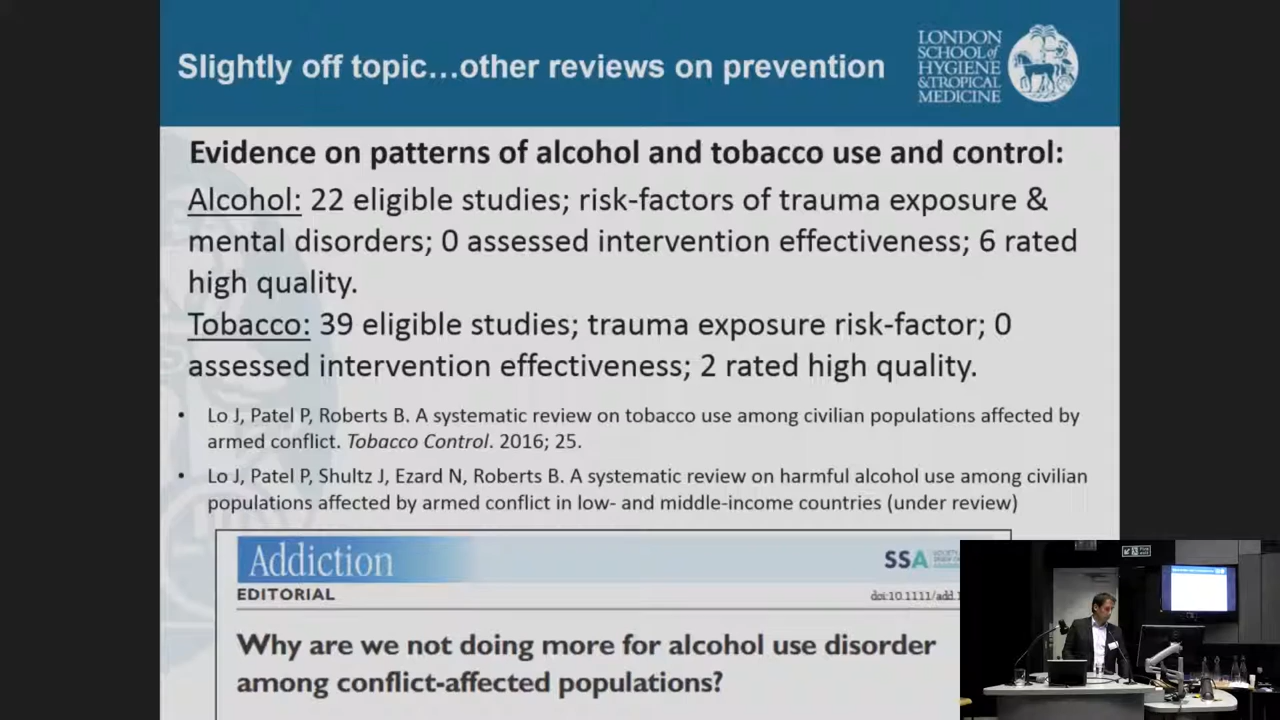 Slightly off topic...other reviews on prevention
LONDON
SCHOOL of
HYGIENE
& TROPICAL
MEDICINE
Evidence on patterns of alcohol and tobacco use and control:
Alcohol: 22 eligible studies; risk-factors of trauma exposure &
mental disorders; 0 assessed intervention effectiveness; 6 rated
high quality.
Tobacco: 39 eligible studies; trauma exposure risk-factor; 0
assessed intervention effectiveness; 2 rated high quality.
• Lo J, Patel P, Roberts B. A systematic review on tobacco use among civilian populations affected by
armed conflict. Tobacco Control. 2016; 25.
• Lo J, Patel P, Shultz J, Ezard N, Roberts B. A systematic review on harmful alcohol use among civilian
populations affected by armed conflict in low- and middle-income countries (under review)
Addiction
SSA
EDITORIAL
doi:10.1111/add.1
Why are we not doing more for alcohol use disorder
among conflict-affected populations?